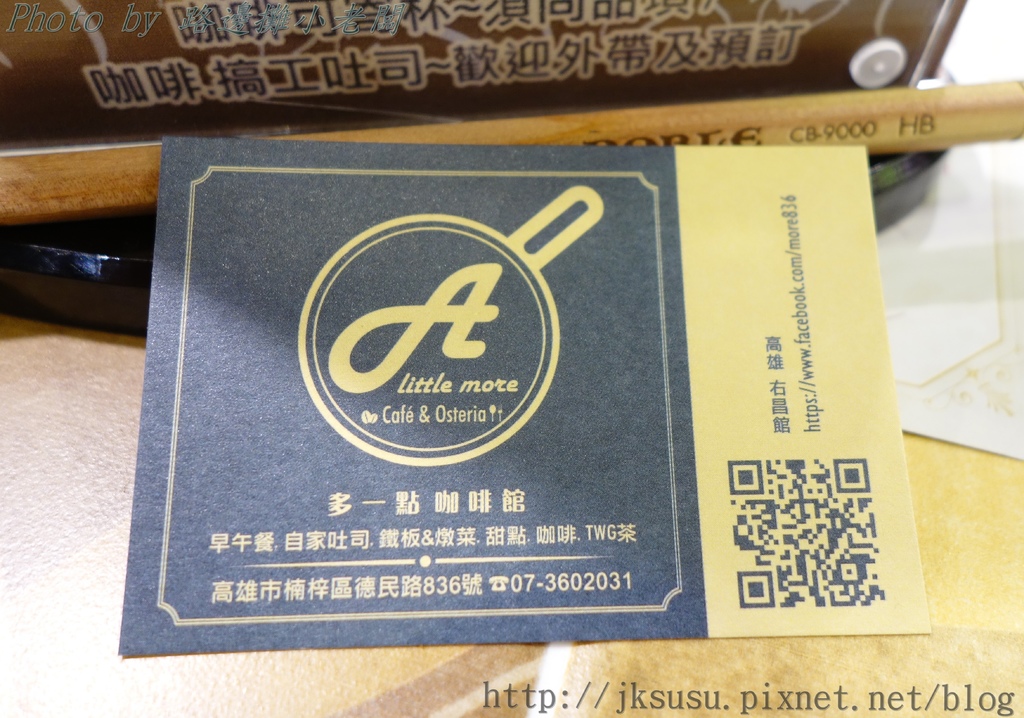 Photo by 路邊攤小老闆
咖啡.搞工吐司~歡迎外帶及預訂
NOBLE CB-9000 HB
A
little more
Café & Osteria
多一點 咖啡館
早午餐. 自家吐司. 鐵板&燉菜. 甜點. 咖啡. TWG茶
高雄市楠梓區德民路836號 ☎07-3602031
高雄 右昌館
https://www.facebook.com/more836
http://jksusu.pixnet.net/blog